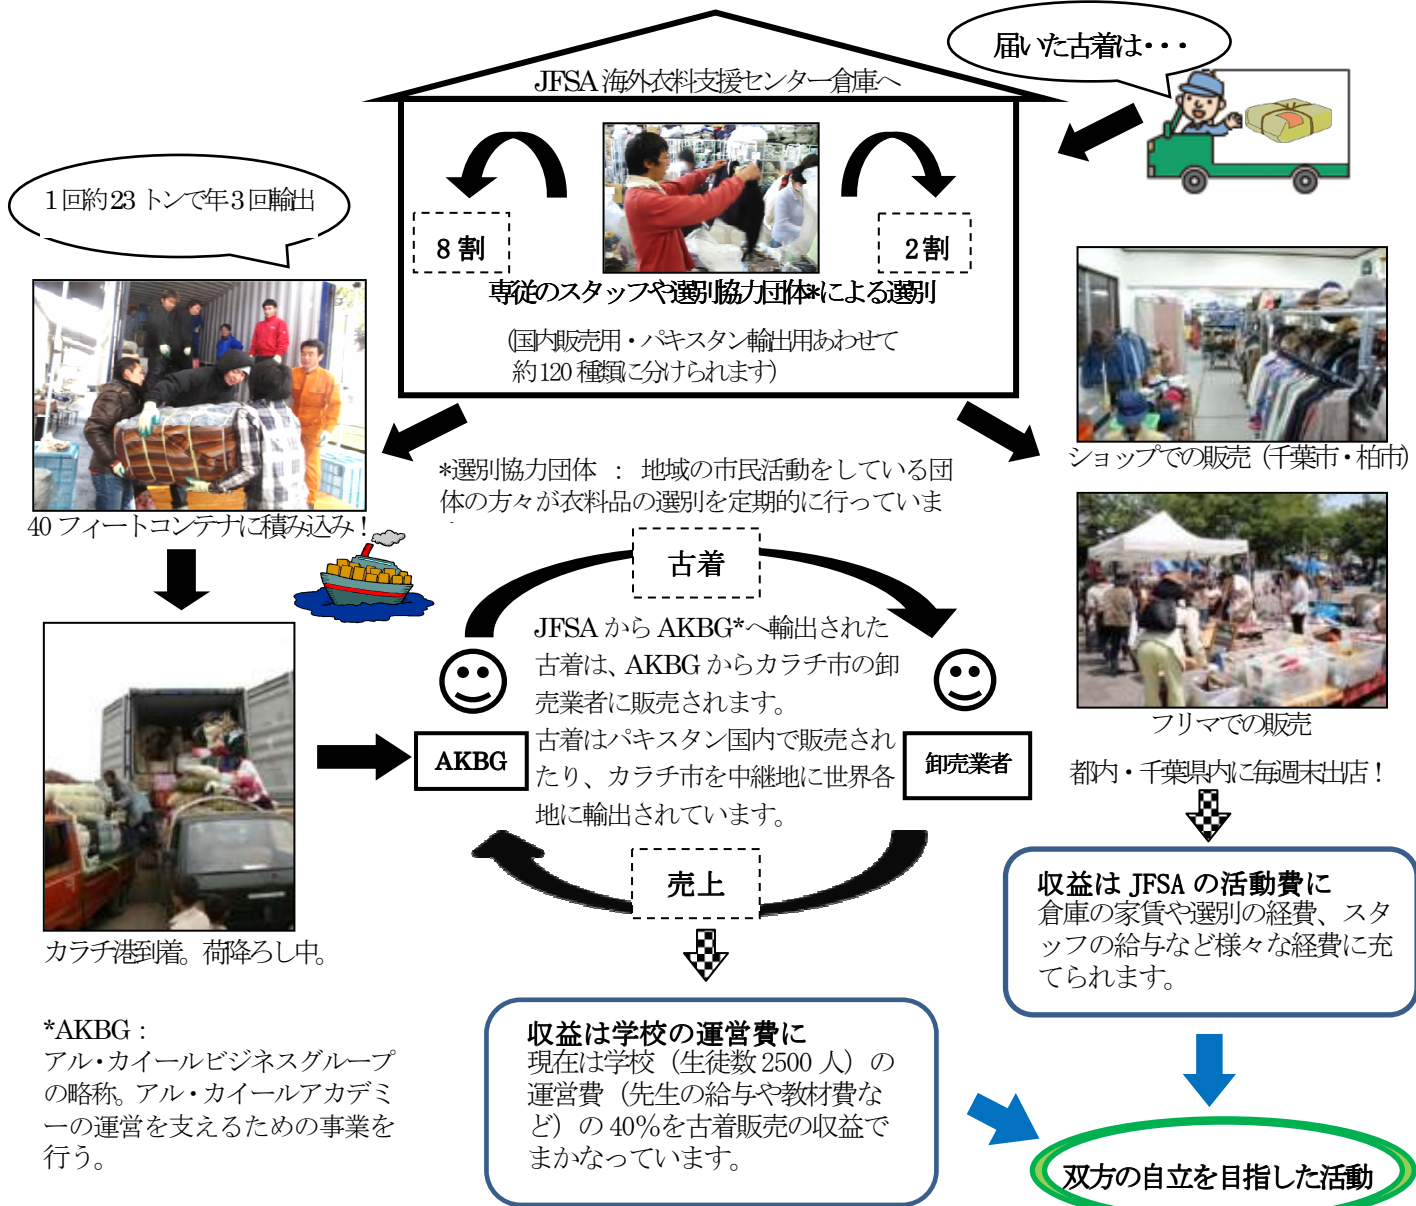 届いた古着は・・・
JFSA 海外衣料支援センター倉庫へ
1回約23トンで年3回輸出
8割
2割
専従のスタッフや選別協力団体*による選別
(国内販売用・パキスタン輸出用あわせて
約120種類に分けられます)
ショップでの販売(千葉市・柏市)
*選別協力団体 : 地域の市民活動をしている団
体の方々が衣料品の選別を定期的に行っていま
40フィートコンテナに積み込み!
古着
JFSAからAKBG*へ輸出された
古着は、AKBGからカラチ市の卸
売業者に販売されます。
古着はパキスタン国内で販売され
たり、カラチ市を中継地に世界各
地に輸出されています。
AKBG
卸売業者
売上
フリマでの販売
都内・千葉県内に毎週末出店!
カラチ港到着。荷降ろし中。
収益はJFSAの活動費に
倉庫の家賃や選別の経費、スタ
ッフの給与など様々な経費に充
てられます。
*AKBG:
アル・カイールビジネスグループ
の略称。アル・カイールアカデミ
ーの運営を支えるための事業を
行う。
収益は学校の運営費に
現在は学校(生徒数2500人)の
運営費(先生の給与や教材費な
ど)の40%を古着販売の収益で
まかなっています。
双方の自立を目指した活動